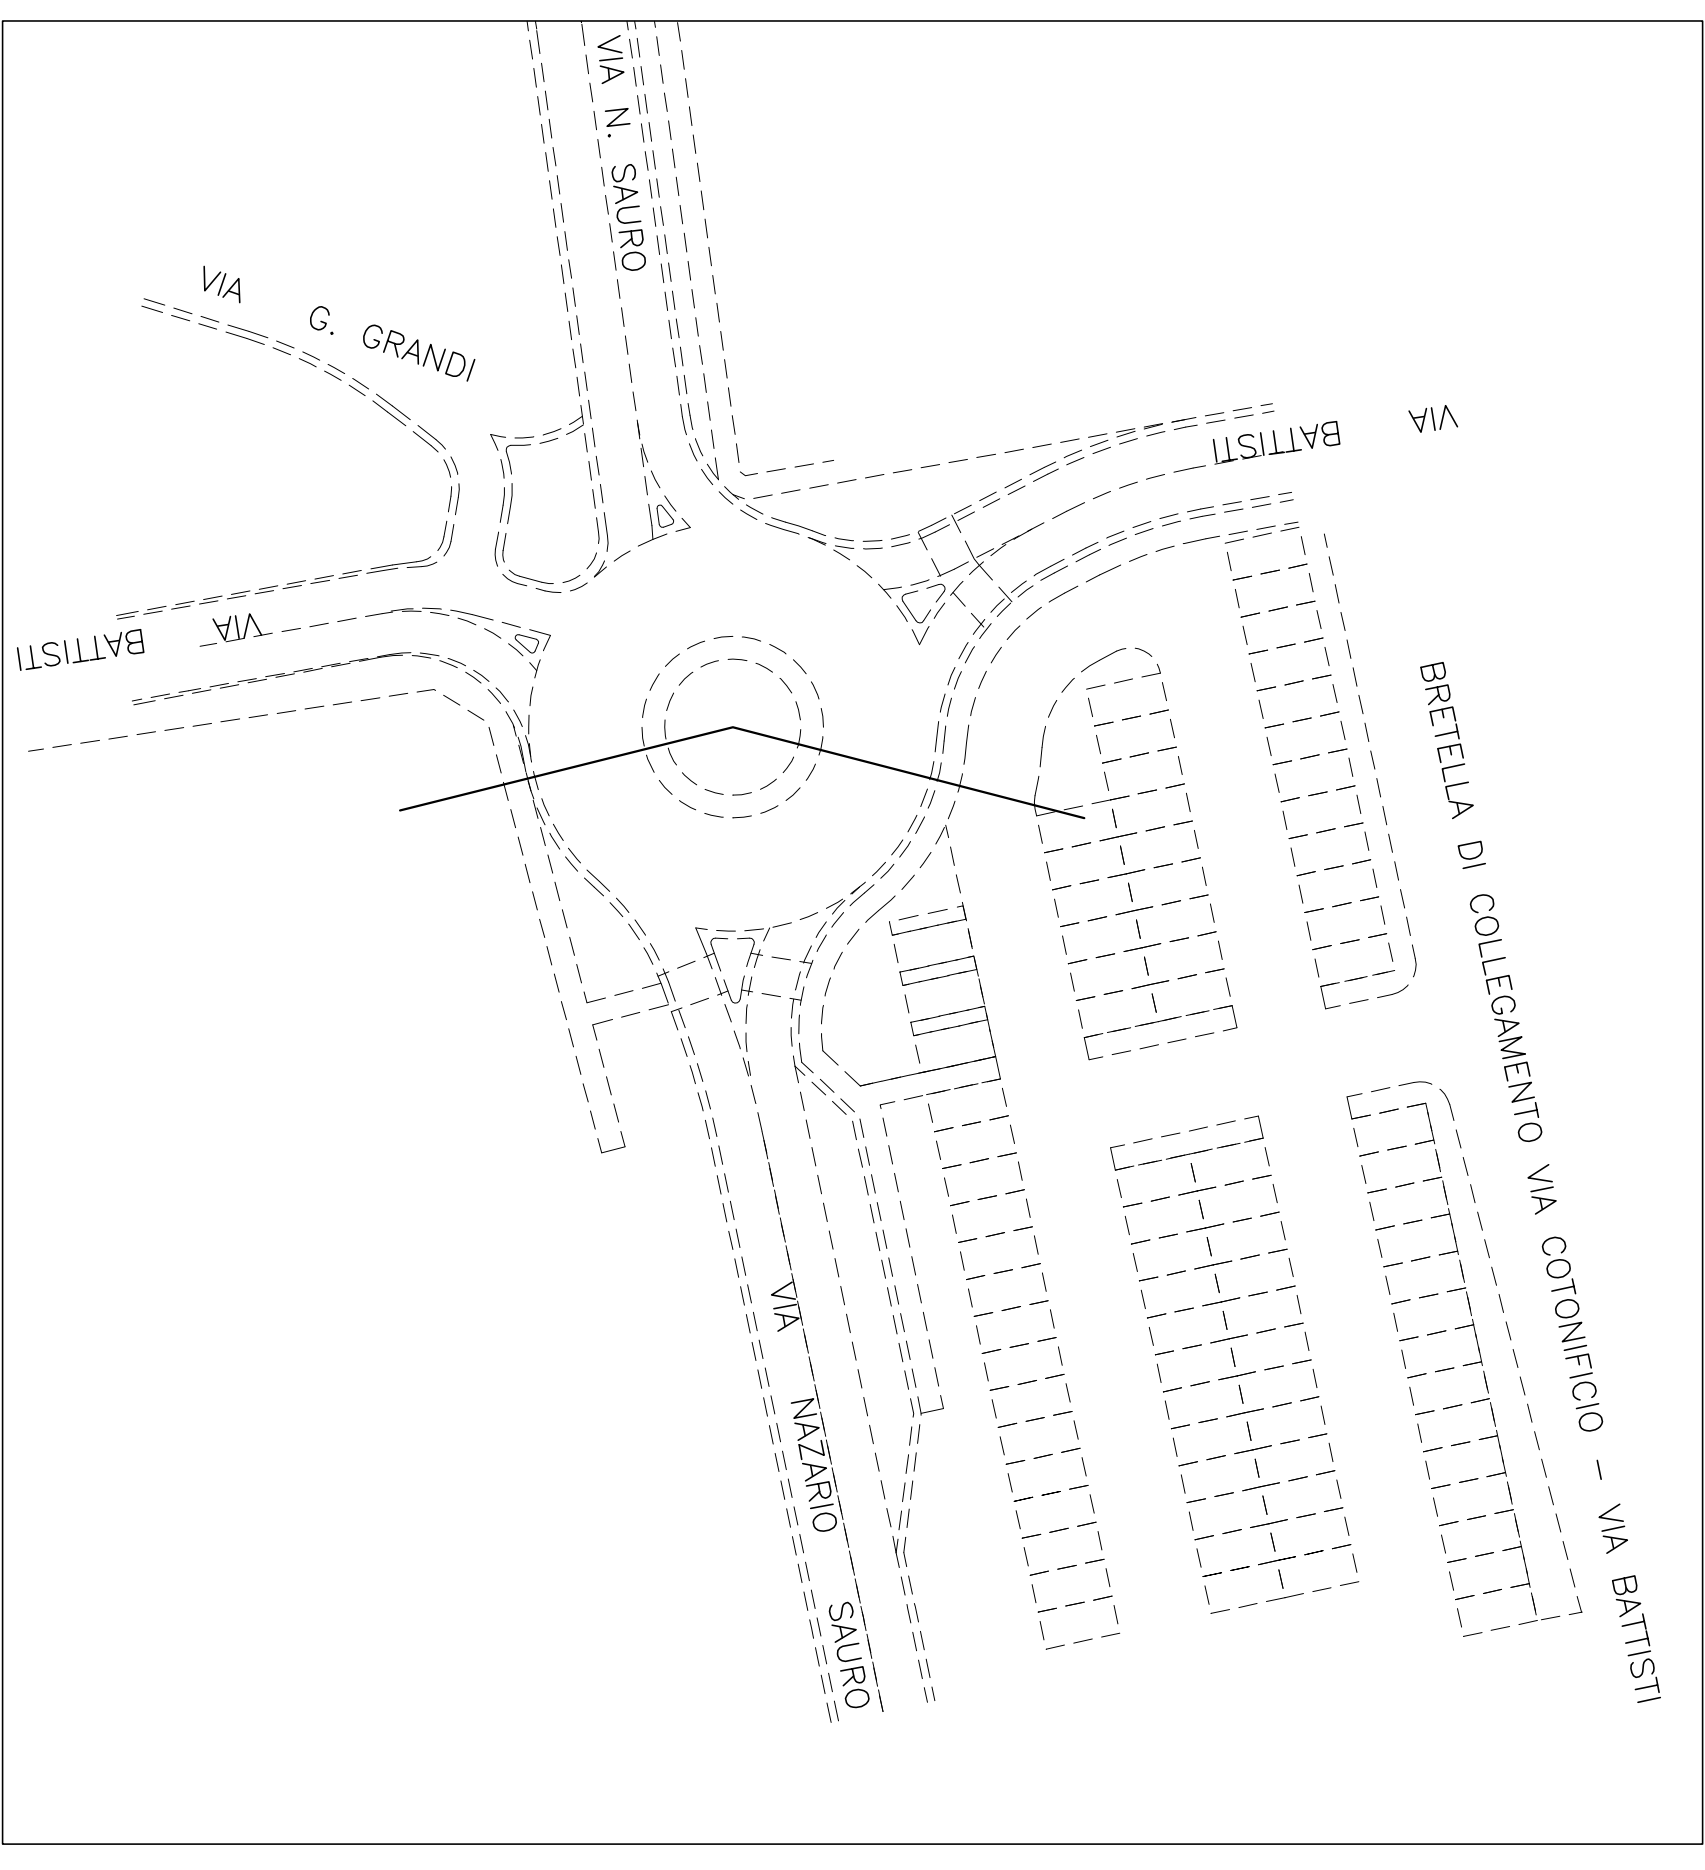 VIA N. SAURO
VIA G. GRANDI
VIA BATTISTI
VIA BATTISTI
BRETELLA DI COLLEGAMENTO VIA COTONIFICIO - VIA BATTISTI
VIA NAZARIO SAURO